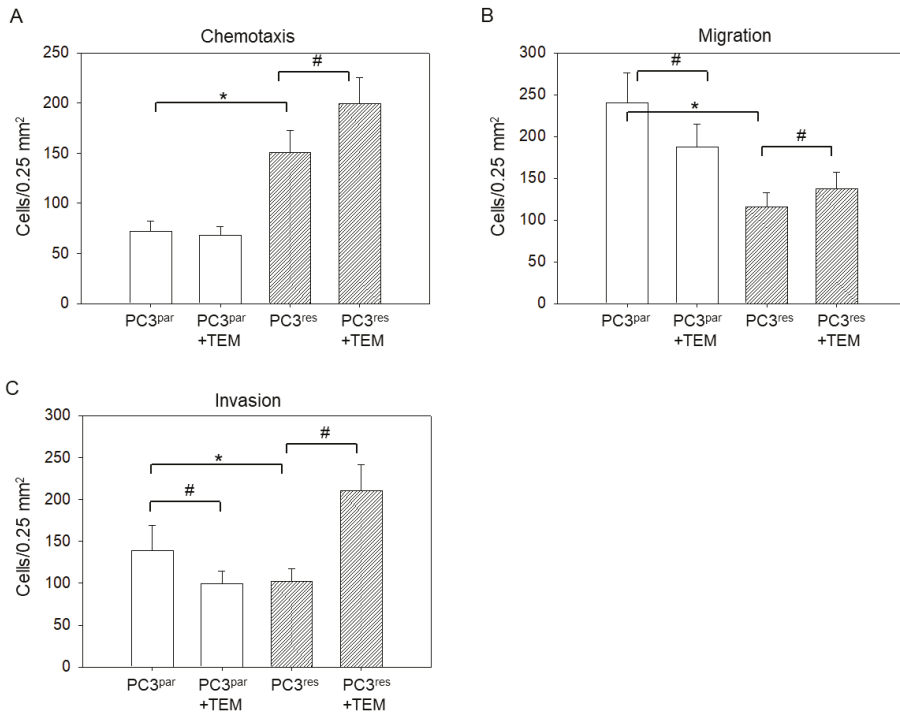 A
Chemotaxis
Cells/0.25 mm²
250
200
150
100
50
0
*
#
PC3ᵖᵃʳ
PC3ᵖᵃʳ
+TEM
PC3ʳᵉˢ
PC3ʳᵉˢ
+TEM
B
Migration
Cells/0.25 mm²
300
250
200
150
100
50
0
#
*
#
PC3ᵖᵃʳ
PC3ᵖᵃʳ
+TEM
PC3ʳᵉˢ
PC3ʳᵉˢ
+TEM
C
Invasion
Cells/0.25 mm²
300
250
200
150
100
50
0
#
*
#
PC3ᵖᵃʳ
PC3ᵖᵃʳ
+TEM
PC3ʳᵉˢ
PC3ʳᵉˢ
+TEM